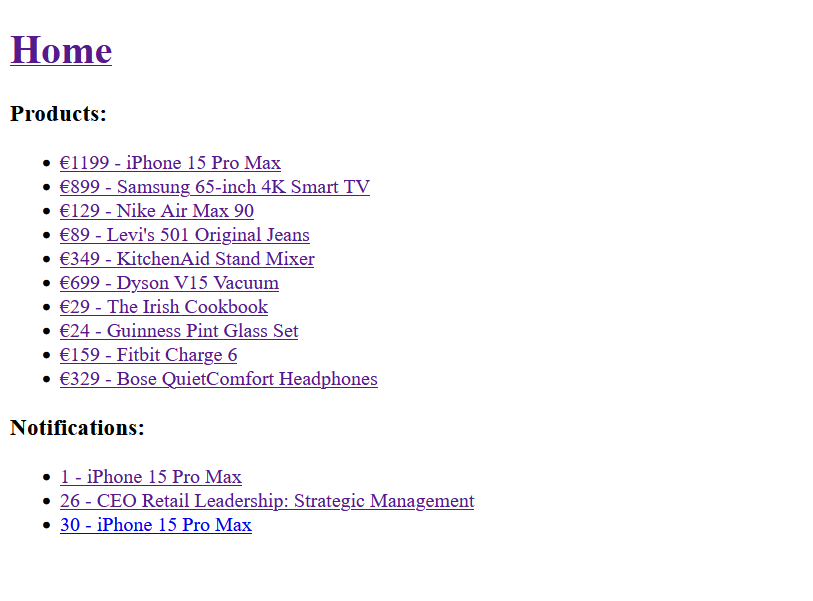 Home
Products:
€1199 - iPhone 15 Pro Max
€899 - Samsung 65-inch 4K Smart TV
€129 - Nike Air Max 90
€89 - Levi's 501 Original Jeans
€349 - KitchenAid Stand Mixer
€699 - Dyson V15 Vacuum
€29 - The Irish Cookbook
€24 - Guinness Pint Glass Set
€159 - Fitbit Charge 6
€329 - Bose QuietComfort Headphones
Notifications:
1 - iPhone 15 Pro Max
26 - CEO Retail Leadership: Strategic Management
30 - iPhone 15 Pro Max